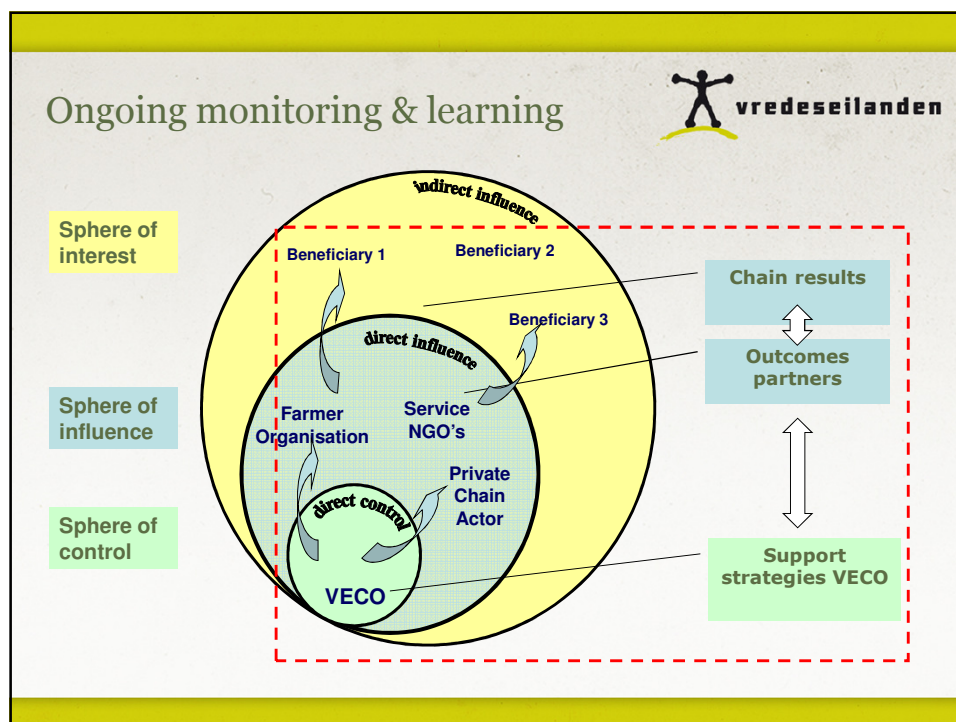 Ongoing monitoring & learning
vredeseilanden
indirect influence
Sphere of
interest
Beneficiary 1
Beneficiary 2
Chain results
Beneficiary 3
direct influence
Outcomes
partners
Sphere of
influence
Farmer
Organisation
Service
NGO's
Private
Chain
Actor
direct control
Sphere of
control
Support
strategies VECO
VECO